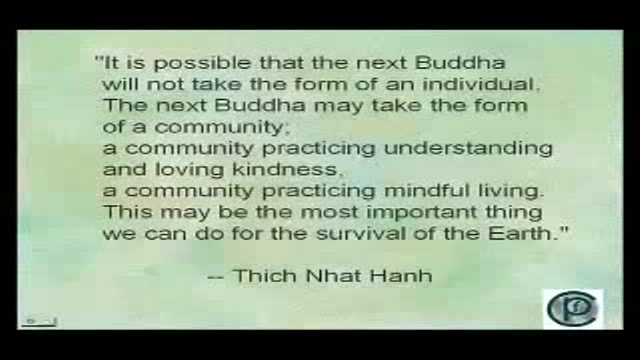 "It is possible that the next Buddha
will not take the form of an individual.
The next Buddha may take the form
of a community;
a community practicing understanding
and loving kindness,
a community practicing mindful living.
This may be the most important thing
we can do for the survival of the Earth."
-- Thich Nhat Hanh